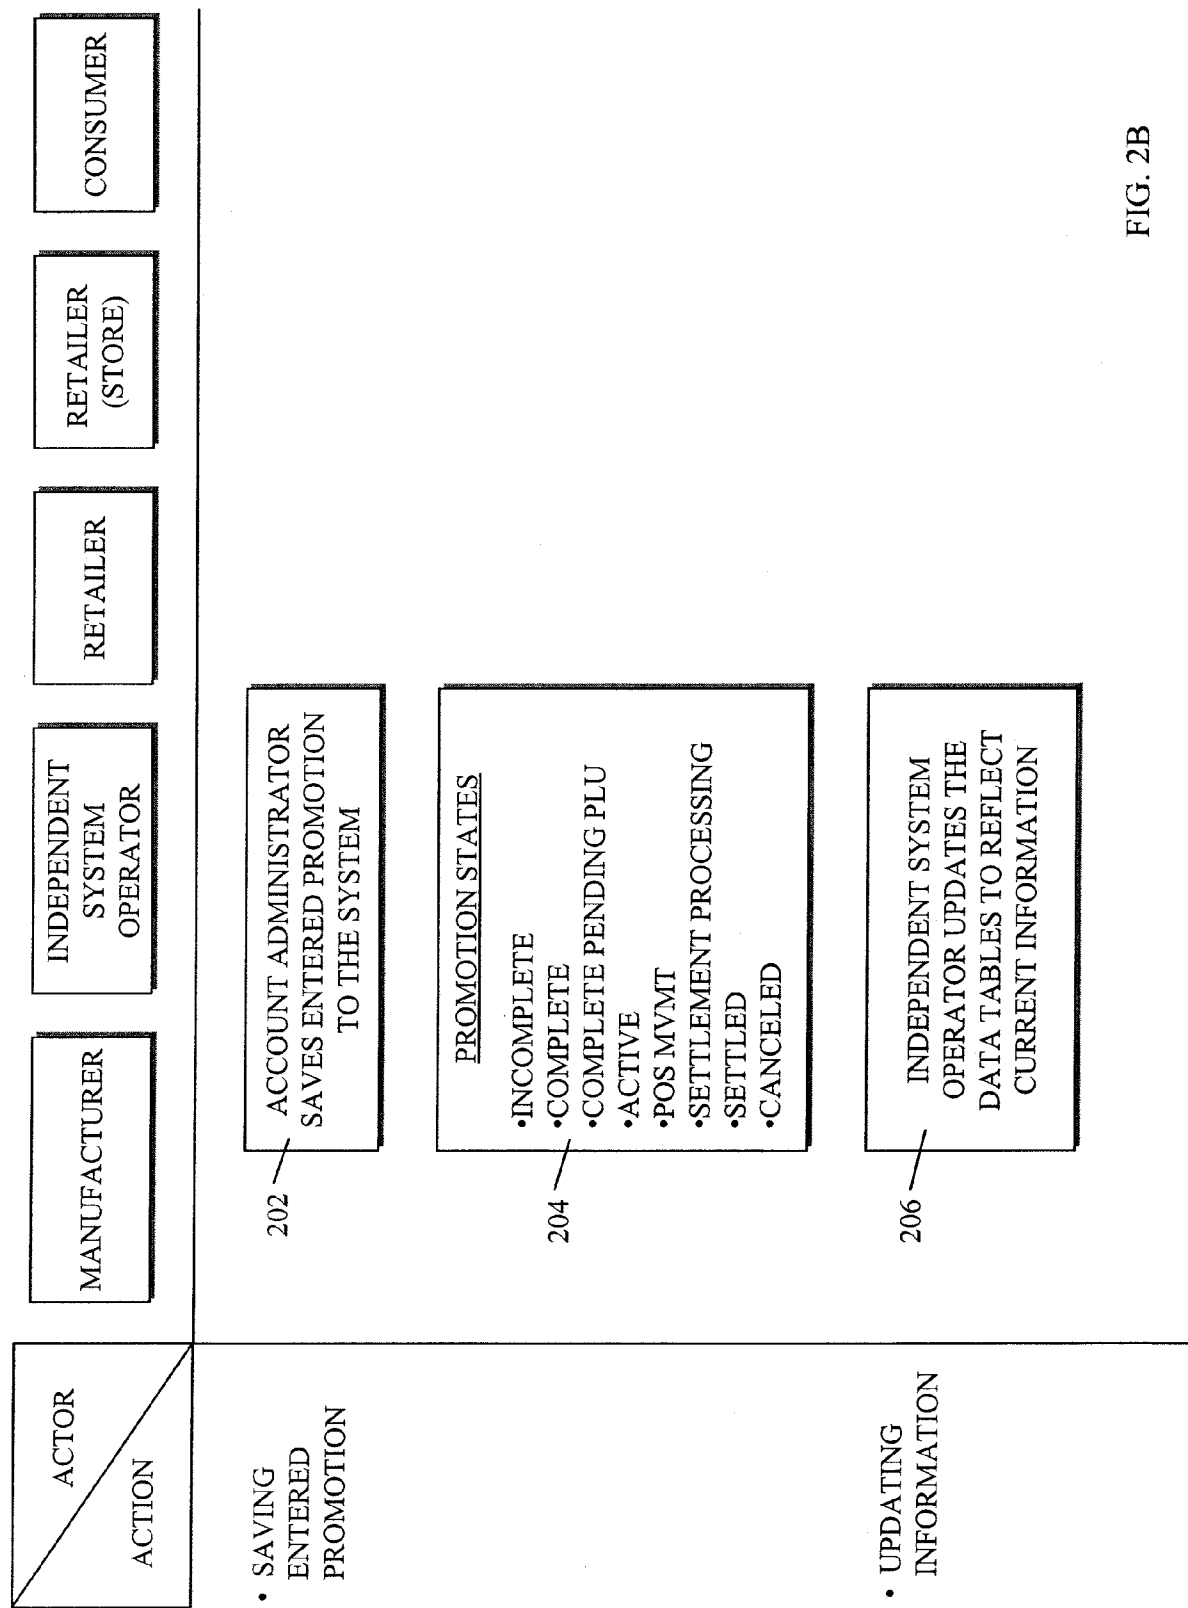 ACTOR
ACTION
MANUFACTURER
INDEPENDENT
SYSTEM
OPERATOR
RETAILER
RETAILER
(STORE)
CONSUMER
• SAVING
ENTERED
PROMOTION
202
ACCOUNT ADMINISTRATOR
SAVES ENTERED PROMOTION
TO THE SYSTEM
204
PROMOTION STATES
•INCOMPLETE
•COMPLETE
•COMPLETE PENDING PLU
•ACTIVE
•POS MVMT
•SETTLEMENT PROCESSING
•SETTLED
•CANCELED
• UPDATING
INFORMATION
206
INDEPENDENT SYSTEM
OPERATOR UPDATES THE
DATA TABLES TO REFLECT
CURRENT INFORMATION
FIG. 2B